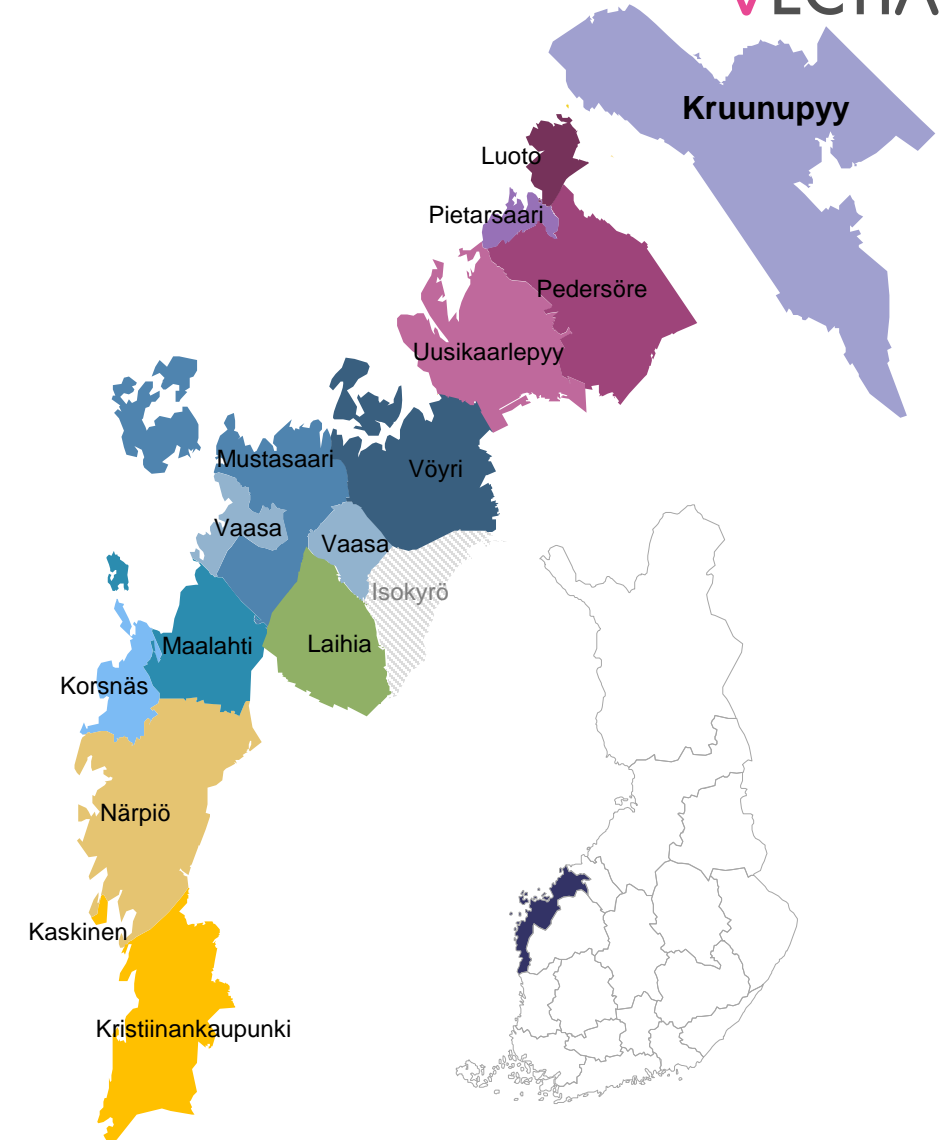 Kruunupyy
Luoto
Pietarsaari
Pedersöre
Uusikaarlepyy
Mustasaari
Vöyri
Vaasa
Vaasa
Isokyrö
Laihia
Maalahti
Korsnäs
Närpiö
Kaskinen
Kristiinankaupunki